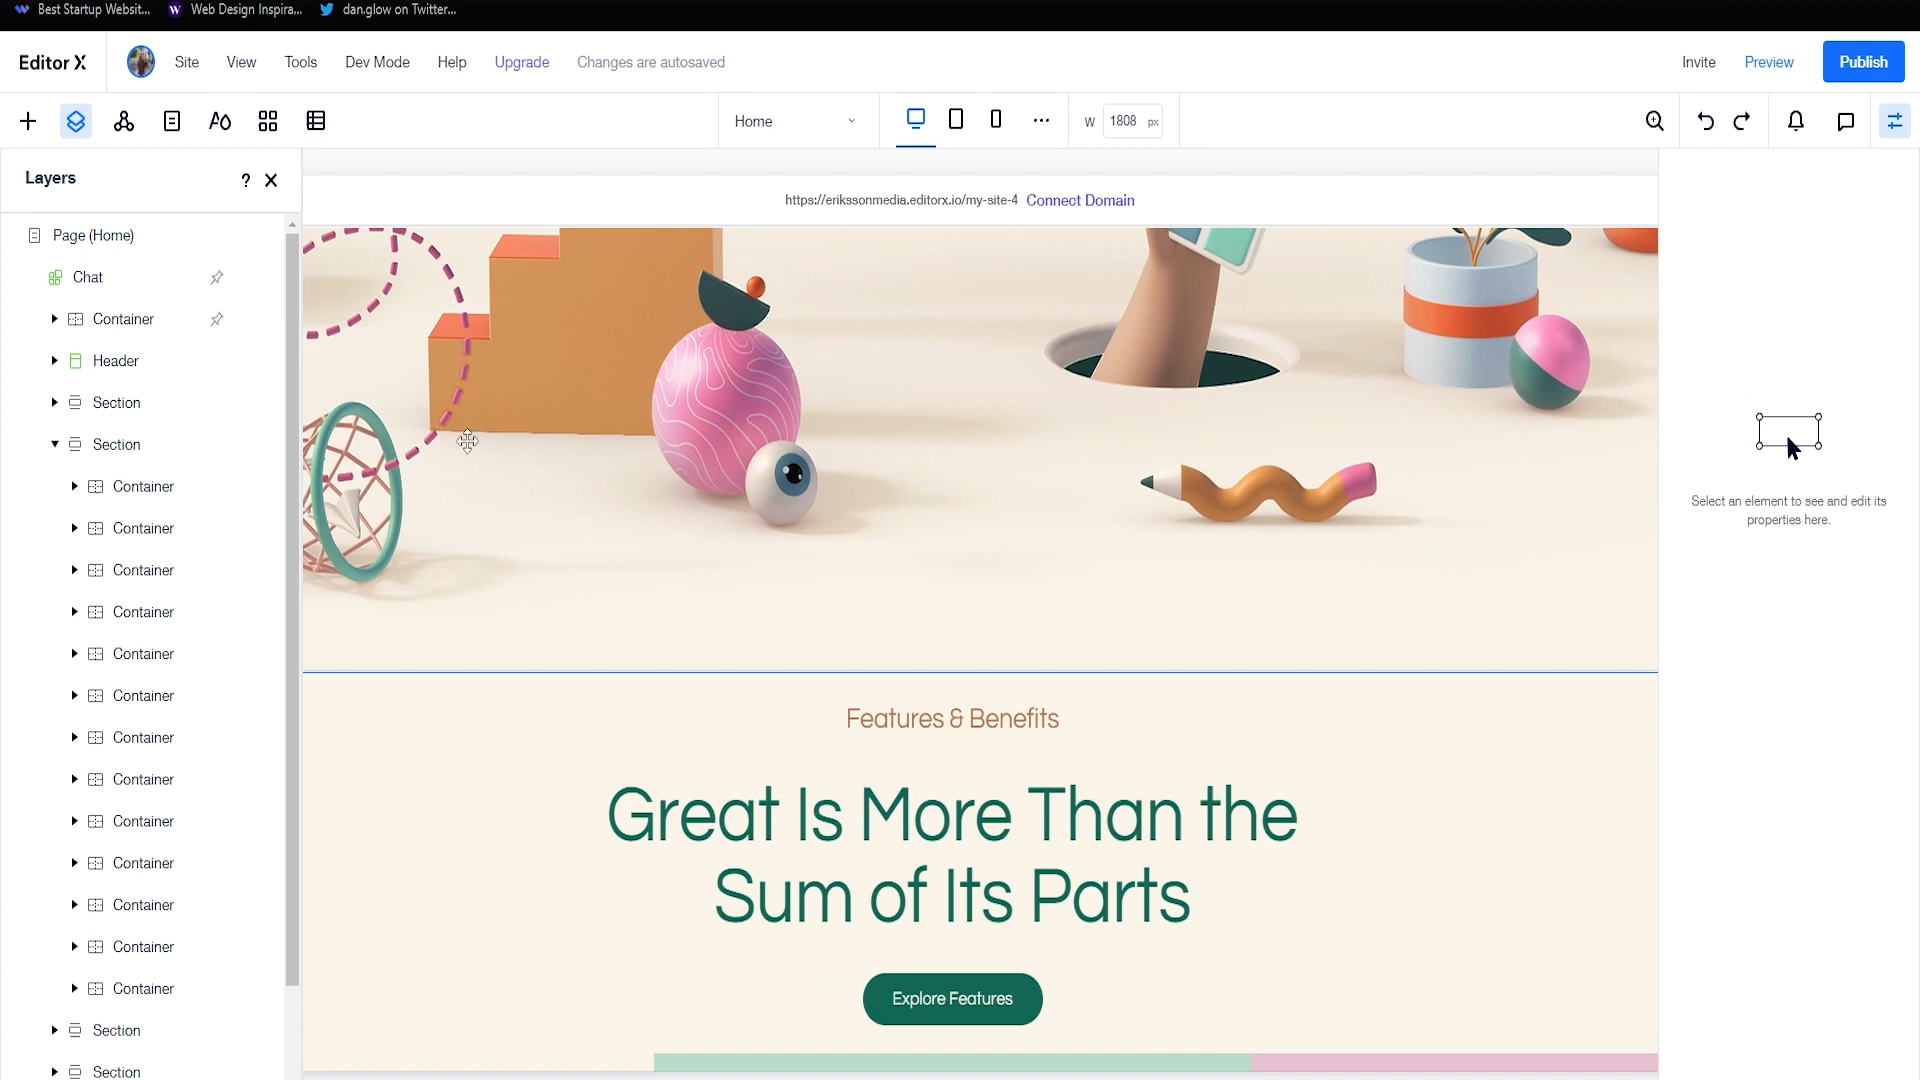 Best Startup Websit...
Web Design Inspira...
dan.glow on Twitter...
Editor X
Site
View
Tools
Dev Mode
Help
Upgrade
Changes are autosaved
Invite
Preview
Publish
Home
W
1808
px
Layers
?
https://erikssonmedia.editorx.io/my-site-4 Connect Domain
Page (Home)
Chat
Container
Header
Section
Section
Container
Container
Container
Container
Container
Container
Container
Container
Container
Container
Container
Container
Container
Section
Section
Features & Benefits
Great Is More Than the
Sum of Its Parts
Explore Features
Select an element to see and edit its
properties here.